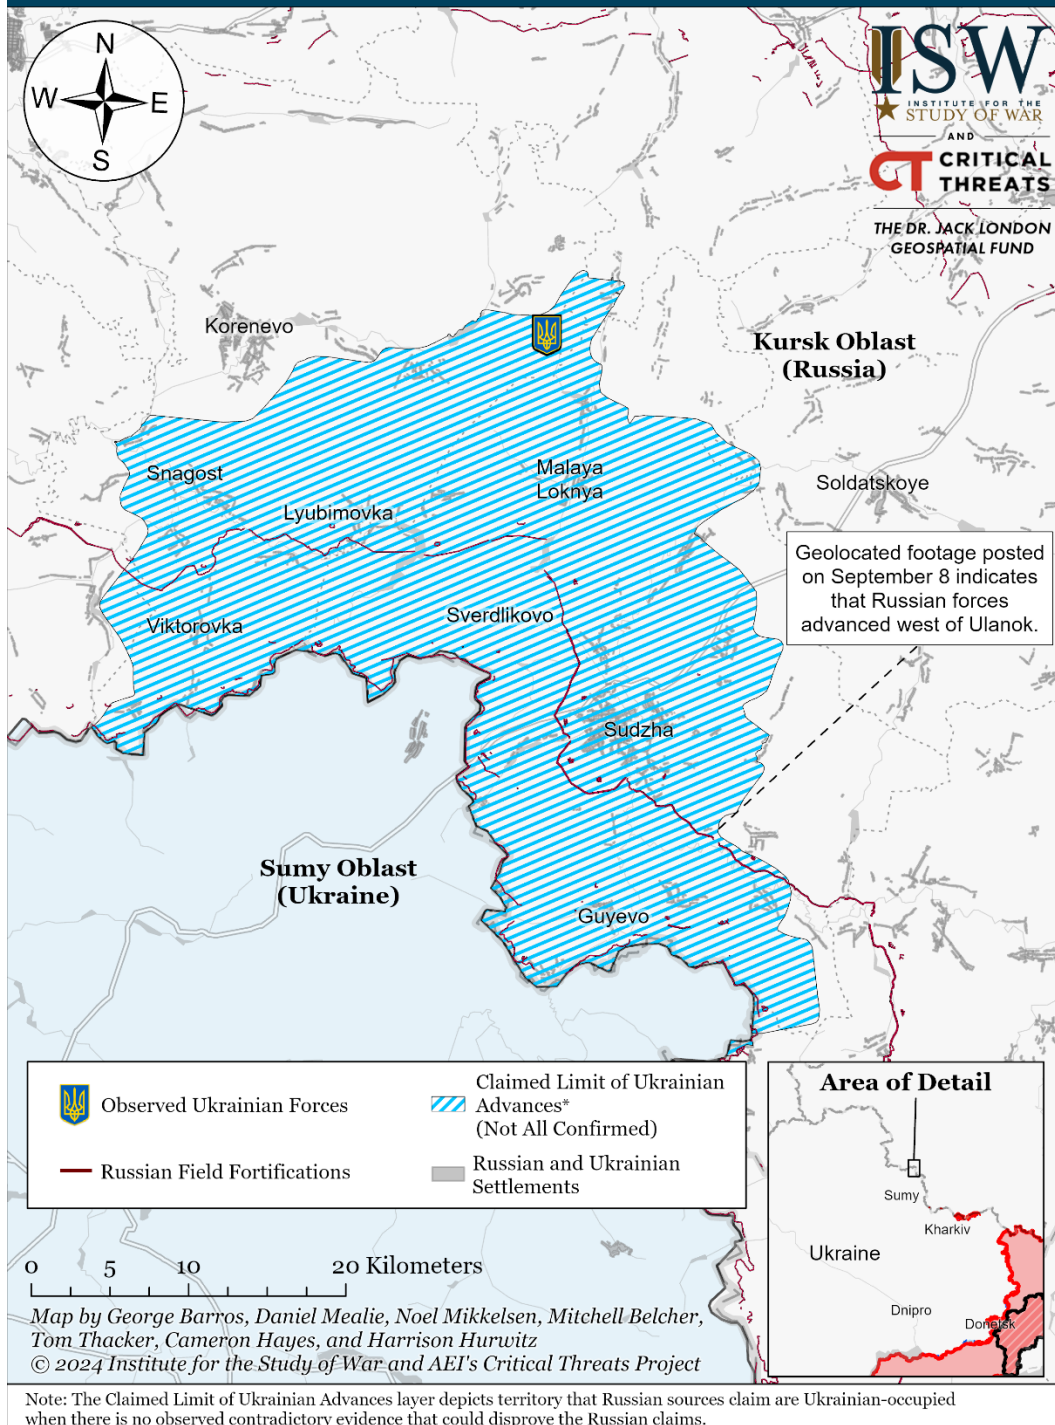 N
W E
S
ISW
INSTITUTE FOR THE
STUDY OF WAR
AND
CT CRITICAL
THREATS
THE DR. JACK LONDON
GEOSPATIAL FUND
Korenevo
Kursk Oblast
(Russia)
Snagost
Malaya
Loknya
Soldatskoye
Lyubimovka
Geolocated footage posted
on September 8 indicates
that Russian forces
advanced west of Ulanok.
Sverdlikovo
Viktorovka
Sudzha
Sumy Oblast
(Ukraine)
Guyevo
Observed Ukrainian Forces
Claimed Limit of Ukrainian
Advances*
(Not All Confirmed)
Russian Field Fortifications
Russian and Ukrainian
Settlements
Area of Detail
Sumy
Kharkiv
Ukraine
Dnipro
Donetsk
0 5 10 20 Kilometers
Map by George Barros, Daniel Mealie, Noel Mikkelsen, Mitchell Belcher,
Tom Thacker, Cameron Hayes, and Harrison Hurwitz
© 2024 Institute for the Study of War and AEI's Critical Threats Project
Note: The Claimed Limit of Ukrainian Advances layer depicts territory that Russian sources claim are Ukrainian-occupied
when there is no observed contradictory evidence that could disprove the Russian claims.